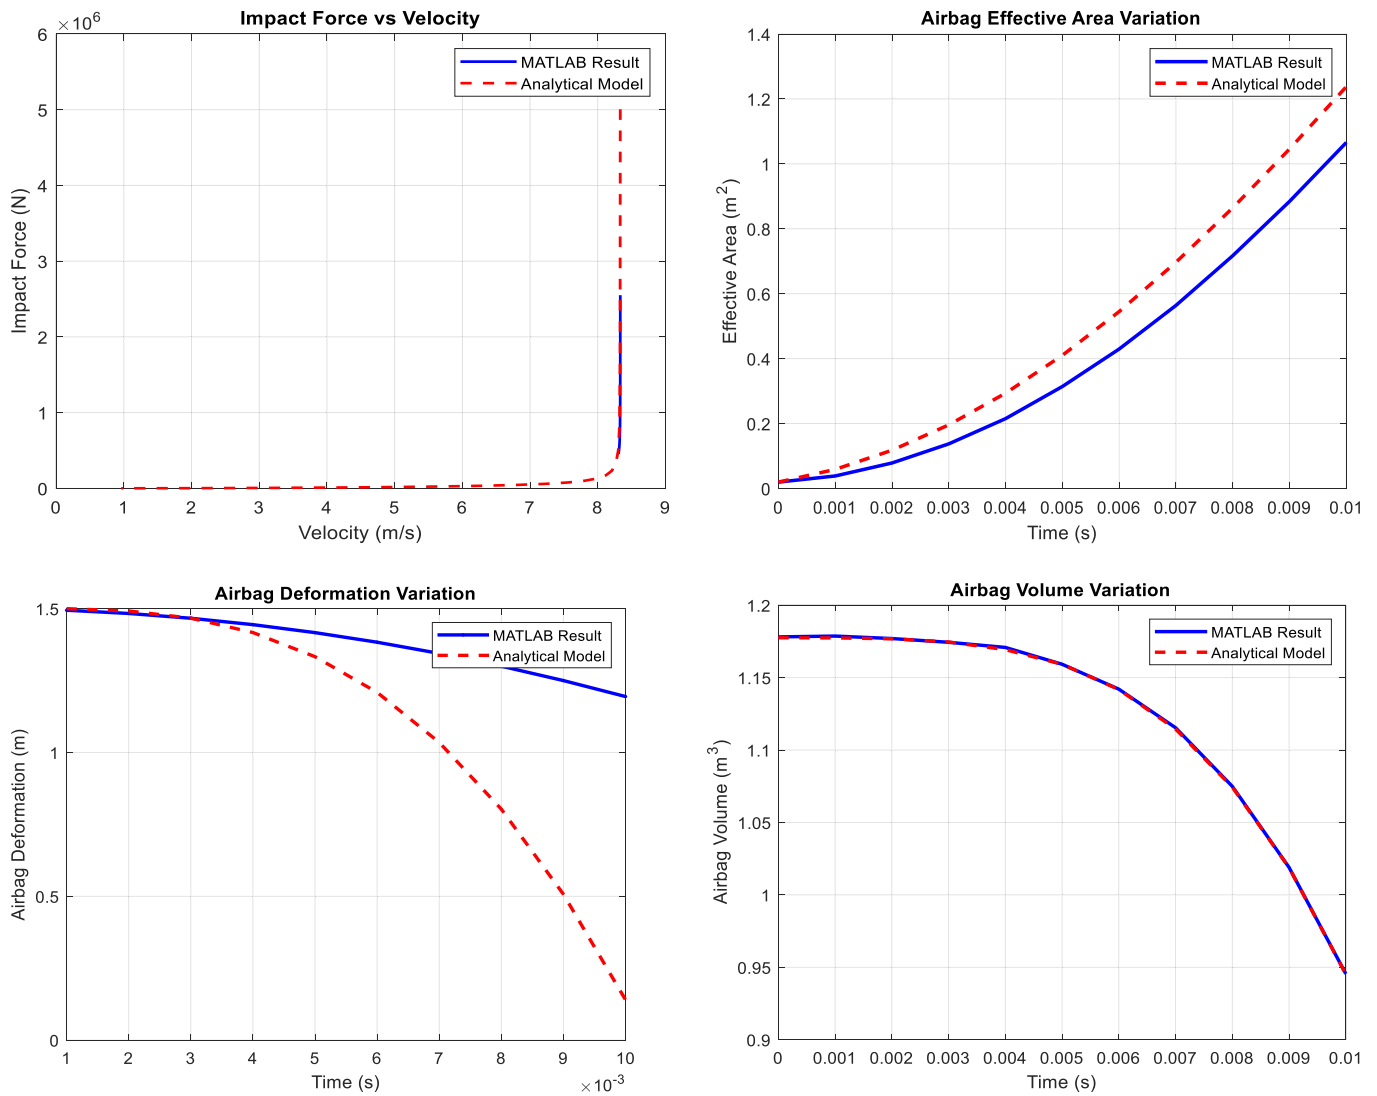 Impact Force vs Velocity
×10⁶
6
5
4
3
2
1
0
Impact Force (N)
MATLAB Result
Analytical Model
0 1 2 3 4 5 6 7 8 9
Velocity (m/s)
Airbag Effective Area Variation
1.4
1.2
1
0.8
0.6
0.4
0.2
0
Effective Area (m²)
MATLAB Result
Analytical Model
0 0.001 0.002 0.003 0.004 0.005 0.006 0.007 0.008 0.009 0.01
Time (s)
Airbag Deformation Variation
1.5
1
0.5
0
Airbag Deformation (m)
MATLAB Result
Analytical Model
1 2 3 4 5 6 7 8 9 10
Time (s)
×10⁻³
Airbag Volume Variation
1.2
1.15
1.1
1.05
1
0.95
0.9
Airbag Volume (m³)
MATLAB Result
Analytical Model
0 0.001 0.002 0.003 0.004 0.005 0.006 0.007 0.008 0.009 0.01
Time (s)